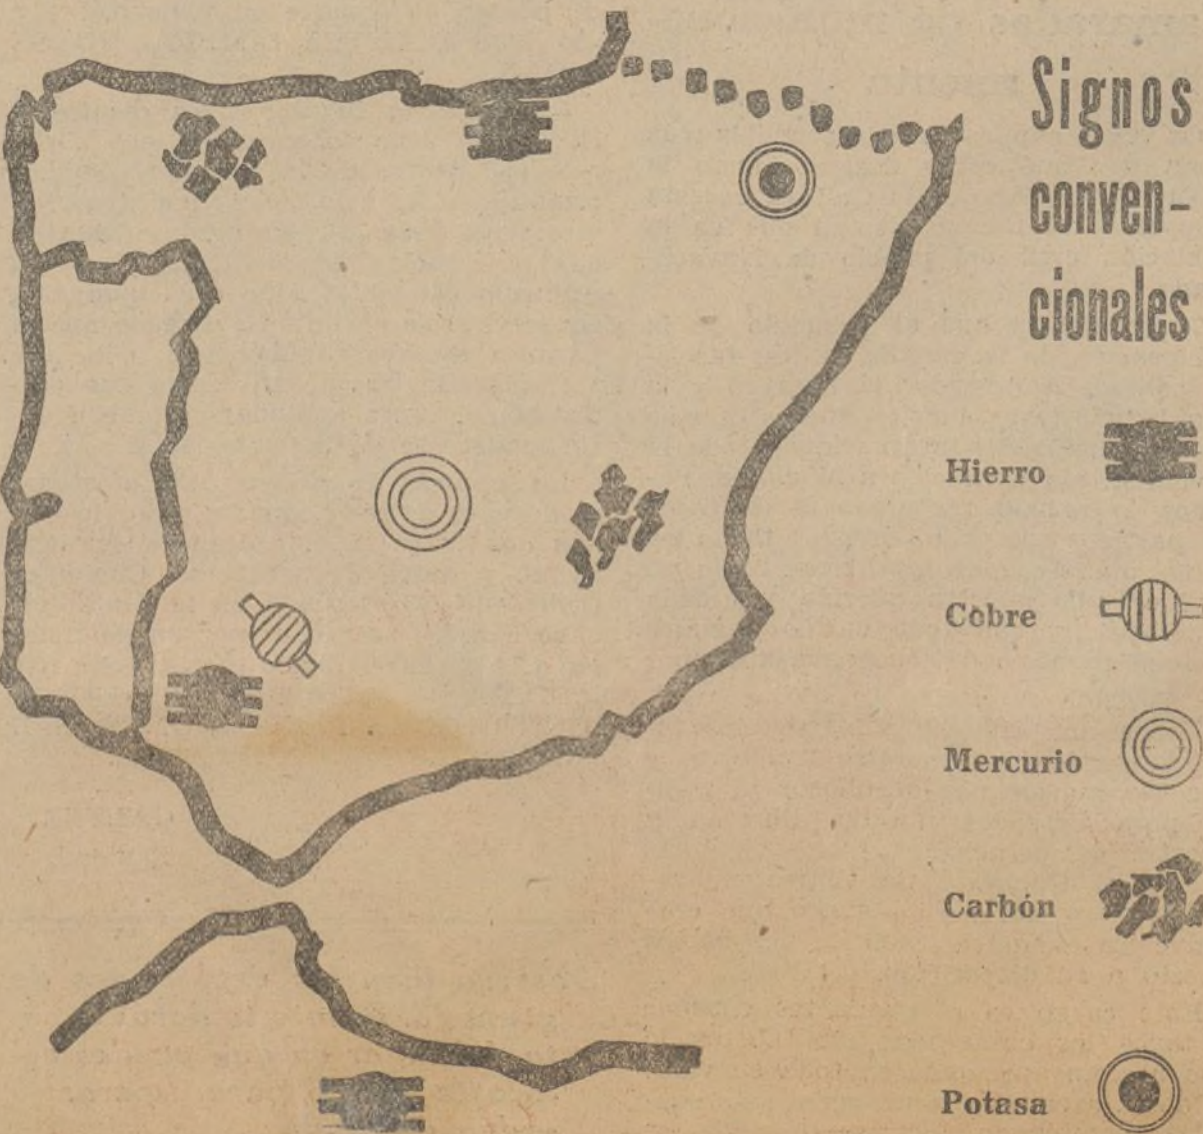 Signos
conven-
cionales
Hierro
Cobre
Mercurio
Carbón
Potasa